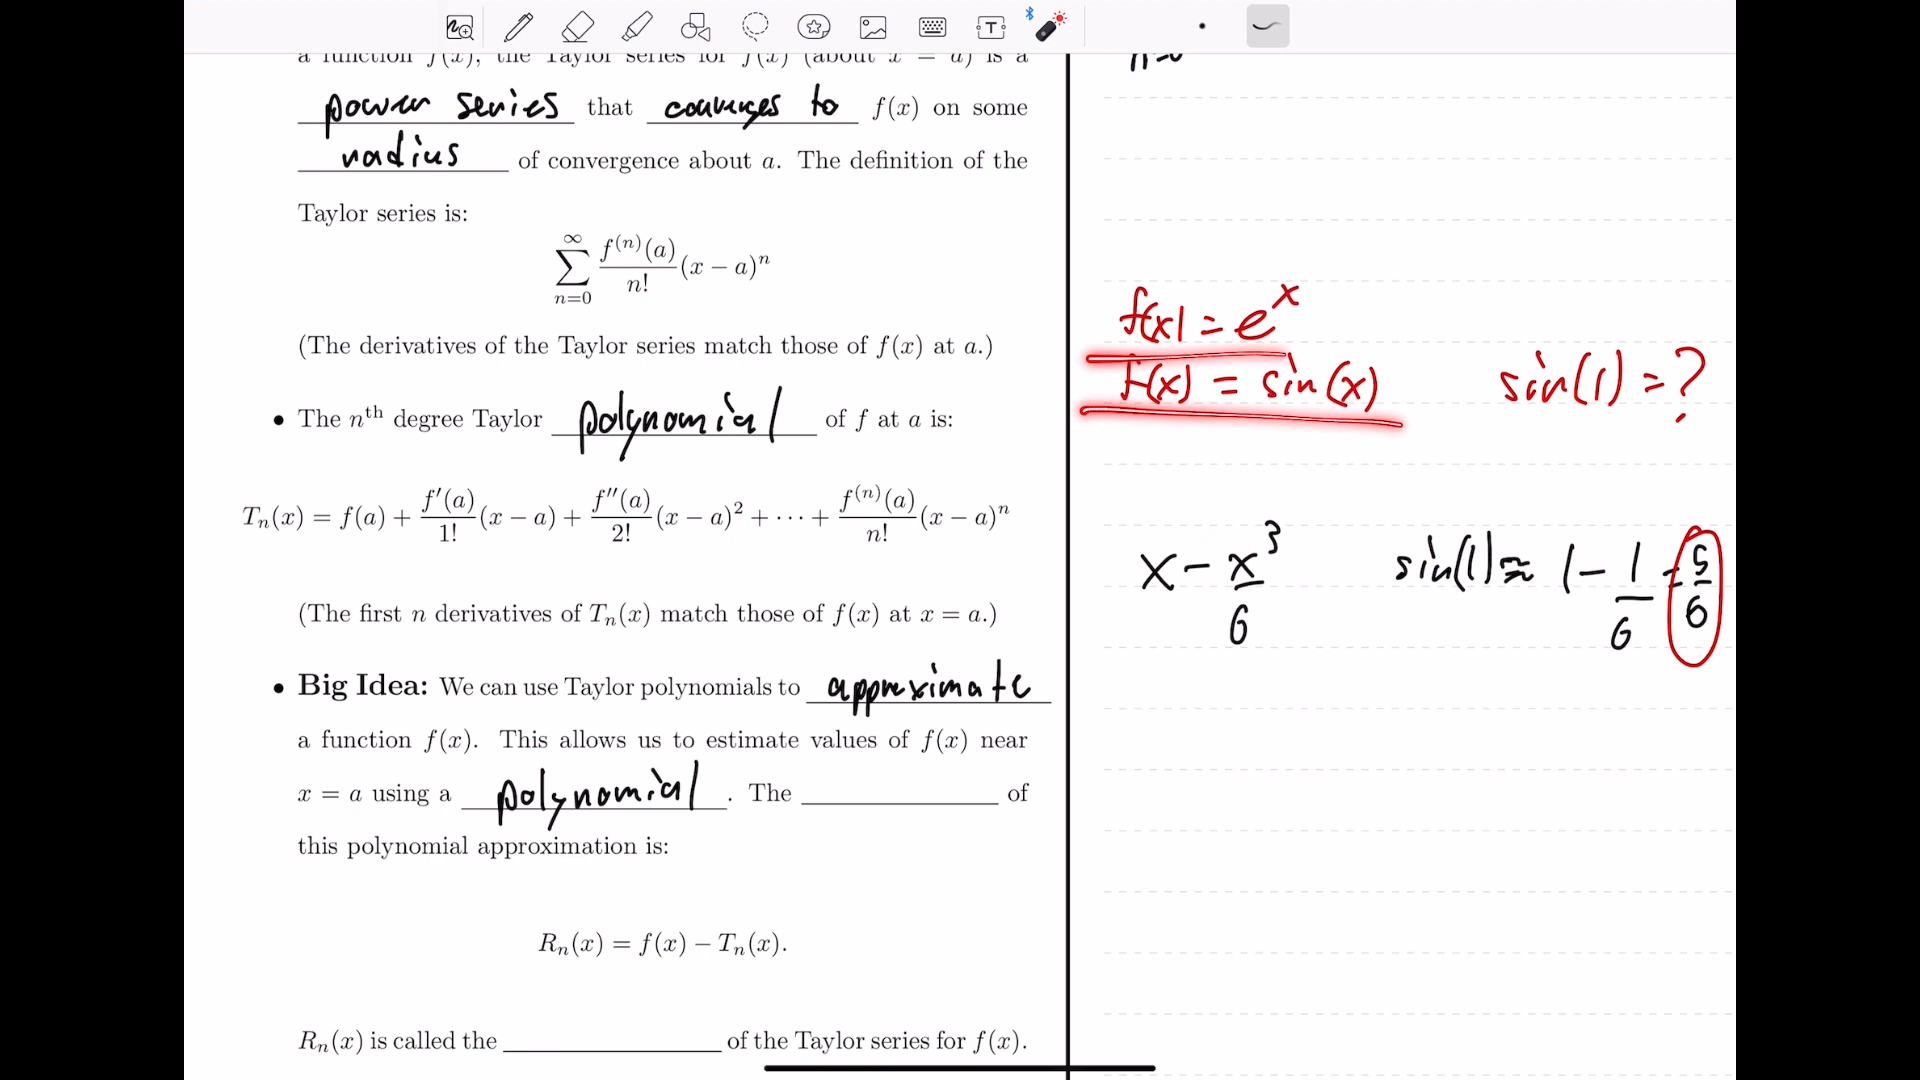 a function f(x), the Taylor series for f(x) (about x = a) is a
power series that converges to f(x) on some
radius of convergence about a. The definition of the
Taylor series is:
∑_{n=0}^{∞} f^{(n)}(a)/n! (x − a)^n
(The derivatives of the Taylor series match those of f(x) at a.)
• The n^th degree Taylor polynomial of f at a is:
T_n(x) = f(a) + f′(a)/1! (x − a) + f″(a)/2! (x − a)^2 + ⋯ + f^{(n)}(a)/n! (x − a)^n
(The first n derivatives of T_n(x) match those of f(x) at x = a.)
• Big Idea: We can use Taylor polynomials to approximate
a function f(x). This allows us to estimate values of f(x) near
x = a using a polynomial. The ____ of
this polynomial approximation is:
R_n(x) = f(x) − T_n(x).
R_n(x) is called the ____ of the Taylor series for f(x).
n=0
f(x) = e^x
f(x) = sin(x) sin(1) = ?
x − x^3/6 sin(1) ≈ 1 − 1/6 = 5/6
T